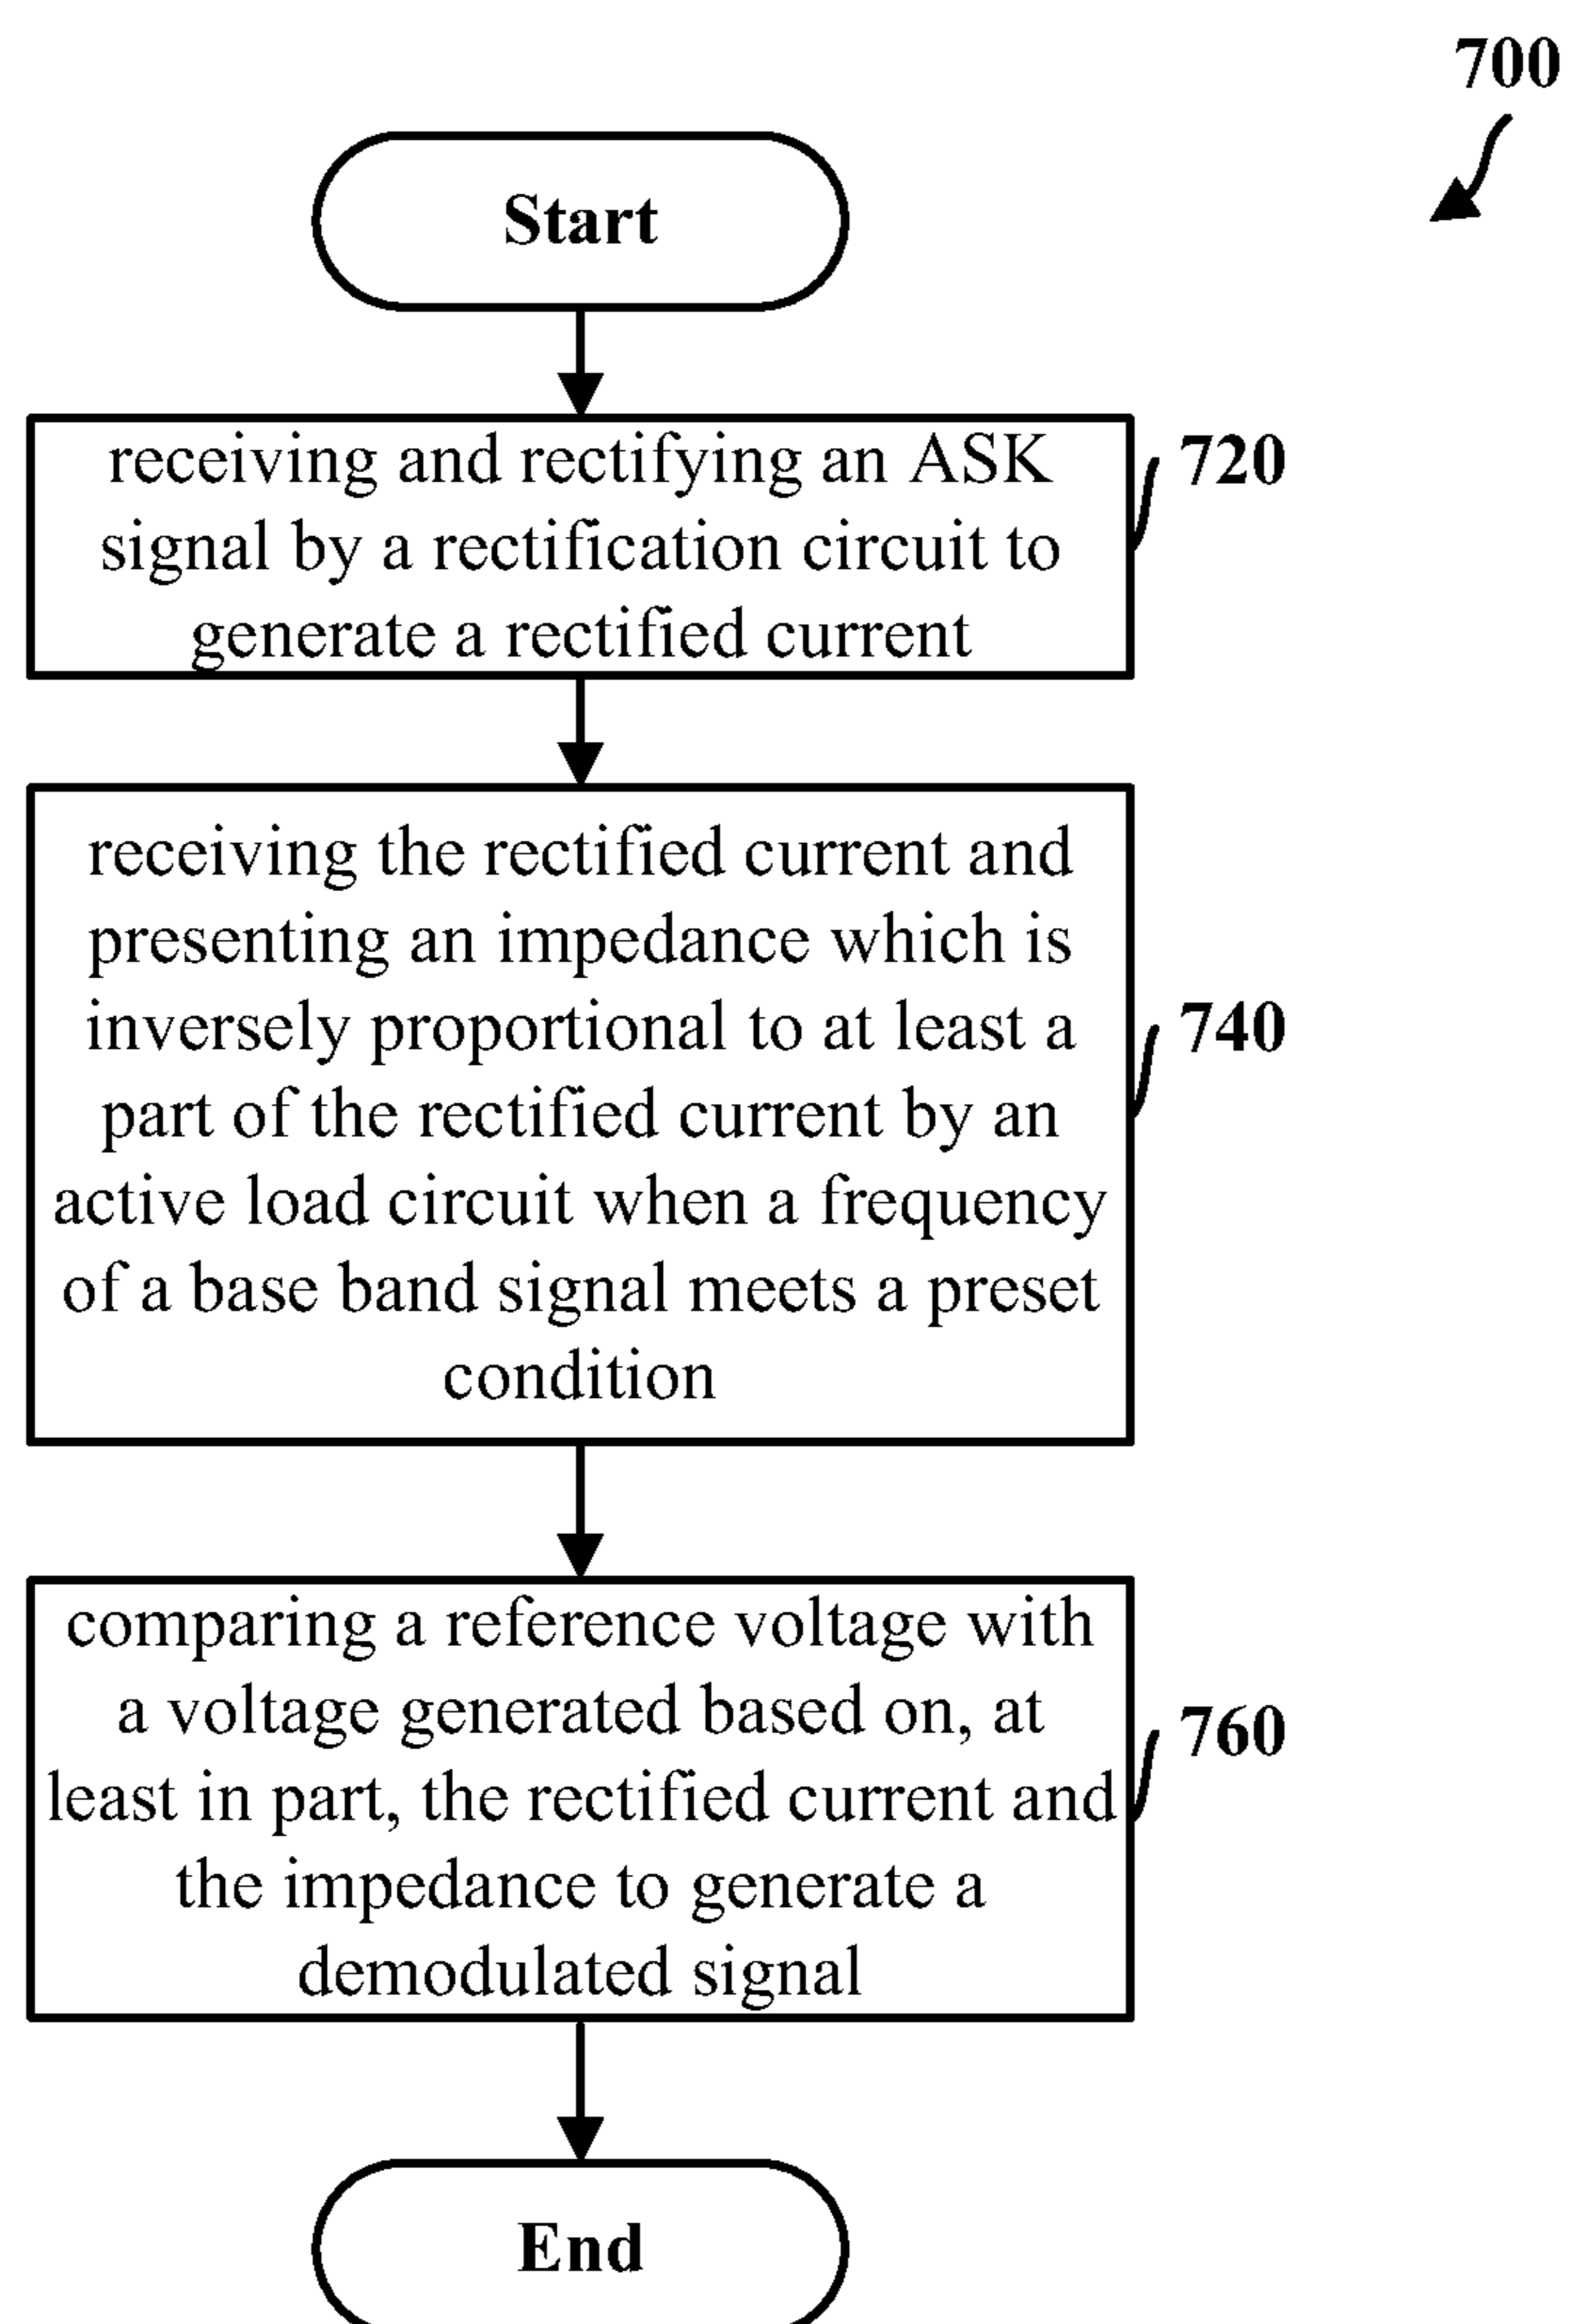 700
Start
receiving and rectifying an ASK
signal by a rectification circuit to
generate a rectified current
720
receiving the rectified current and
presenting an impedance which is
inversely proportional to at least a
part of the rectified current by an
active load circuit when a frequency
of a base band signal meets a preset
condition
740
comparing a reference voltage with
a voltage generated based on, at
least in part, the rectified current and
the impedance to generate a
demodulated signal
760
End